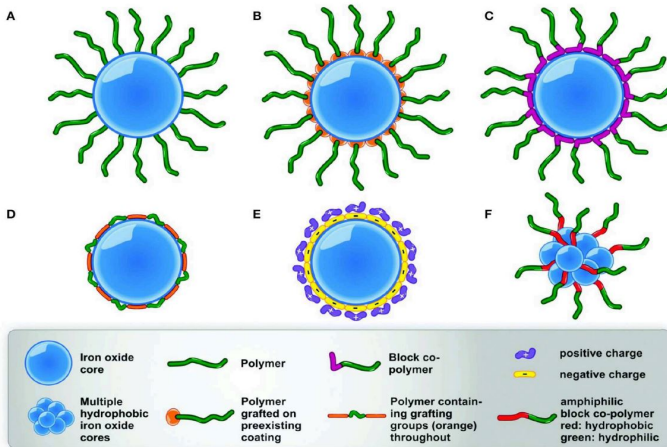 A
B
C
D
E
F
Iron oxide
core
Polymer
Block co-
polymer
positive charge
negative charge
Multiple
hydrophobic
iron oxide
cores
Polymer
grafted on
preexisting
coating
Polymer contain-
ing grafting
groups (orange)
throughout
amphiphilic
block co-polymer
red: hydrophobic
green: hydrophilic